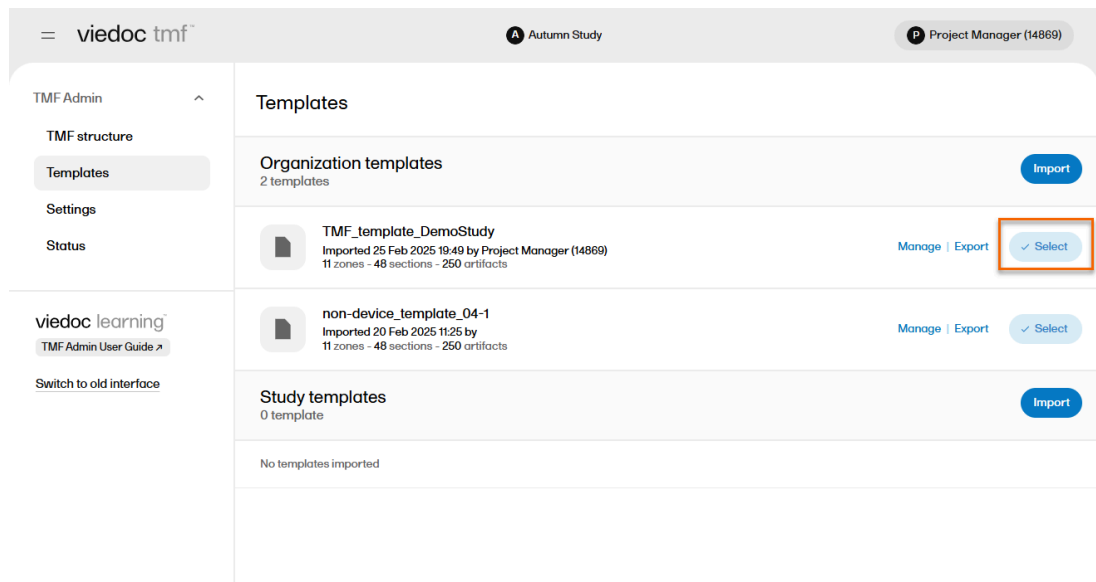 viedoc tmf™
A Autumn Study
P Project Manager (14869)
TMF Admin
TMF structure
Templates
Settings
Status
viedoc learning™
TMF Admin User Guide ↗
Switch to old interface
Templates
Organization templates
2 templates
Import
TMF_template_DemoStudy
Imported 25 Feb 2025 19:49 by Project Manager (14869)
11 zones - 48 sections - 250 artifacts
Manage | Export
✓ Select
non-device_template_04-1
Imported 20 Feb 2025 11:25 by
11 zones - 48 sections - 250 artifacts
Manage | Export
✓ Select
Study templates
0 template
Import
No templates imported